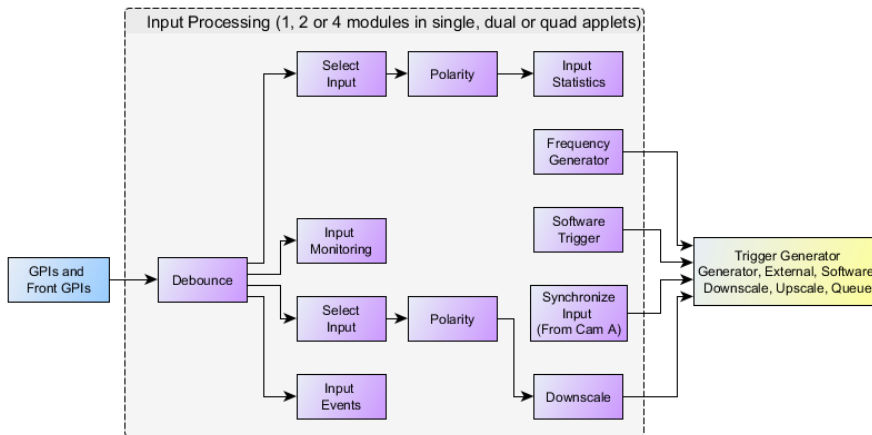 Input Processing (1, 2 or 4 modules in single, dual or quad applets)
Select
Input
Polarity
Input
Statistics
Frequency
Generator
Input
Monitoring
Software
Trigger
GPIs and
Front GPIs
Debounce
Trigger Generator
Generator, External, Software
Downscale, Upscale, Queue
Select
Input
Polarity
Synchronize
Input
(From Cam A)
Input
Events
Downscale